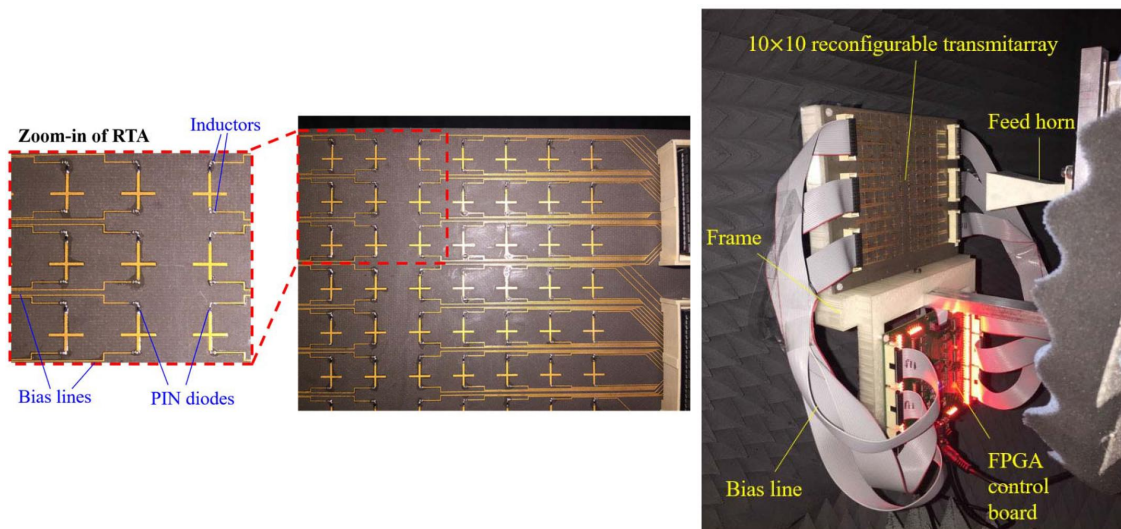 Zoom-in of RTA
Inductors
Bias lines
PIN diodes
10×10 reconfigurable transmitarray
Feed horn
Frame
Bias line
FPGA
control
board